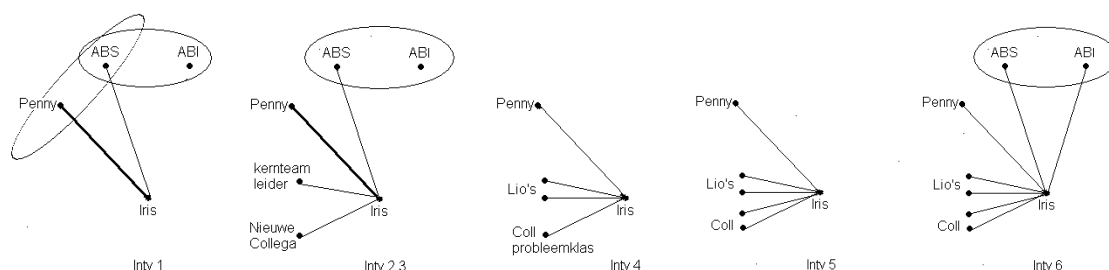 ABS
ABI
Penny
Iris
Intv 1
ABS
ABI
Penny
kernteam
leider
Nieuwe
Collega
Iris
Intv 2,3
Penny
Lio's
Coll
probleemklas
Iris
Intv 4
Penny
Lio's
Coll
Iris
Intv 5
ABS
ABI
Penny
Lio's
Coll
Iris
Intv 6